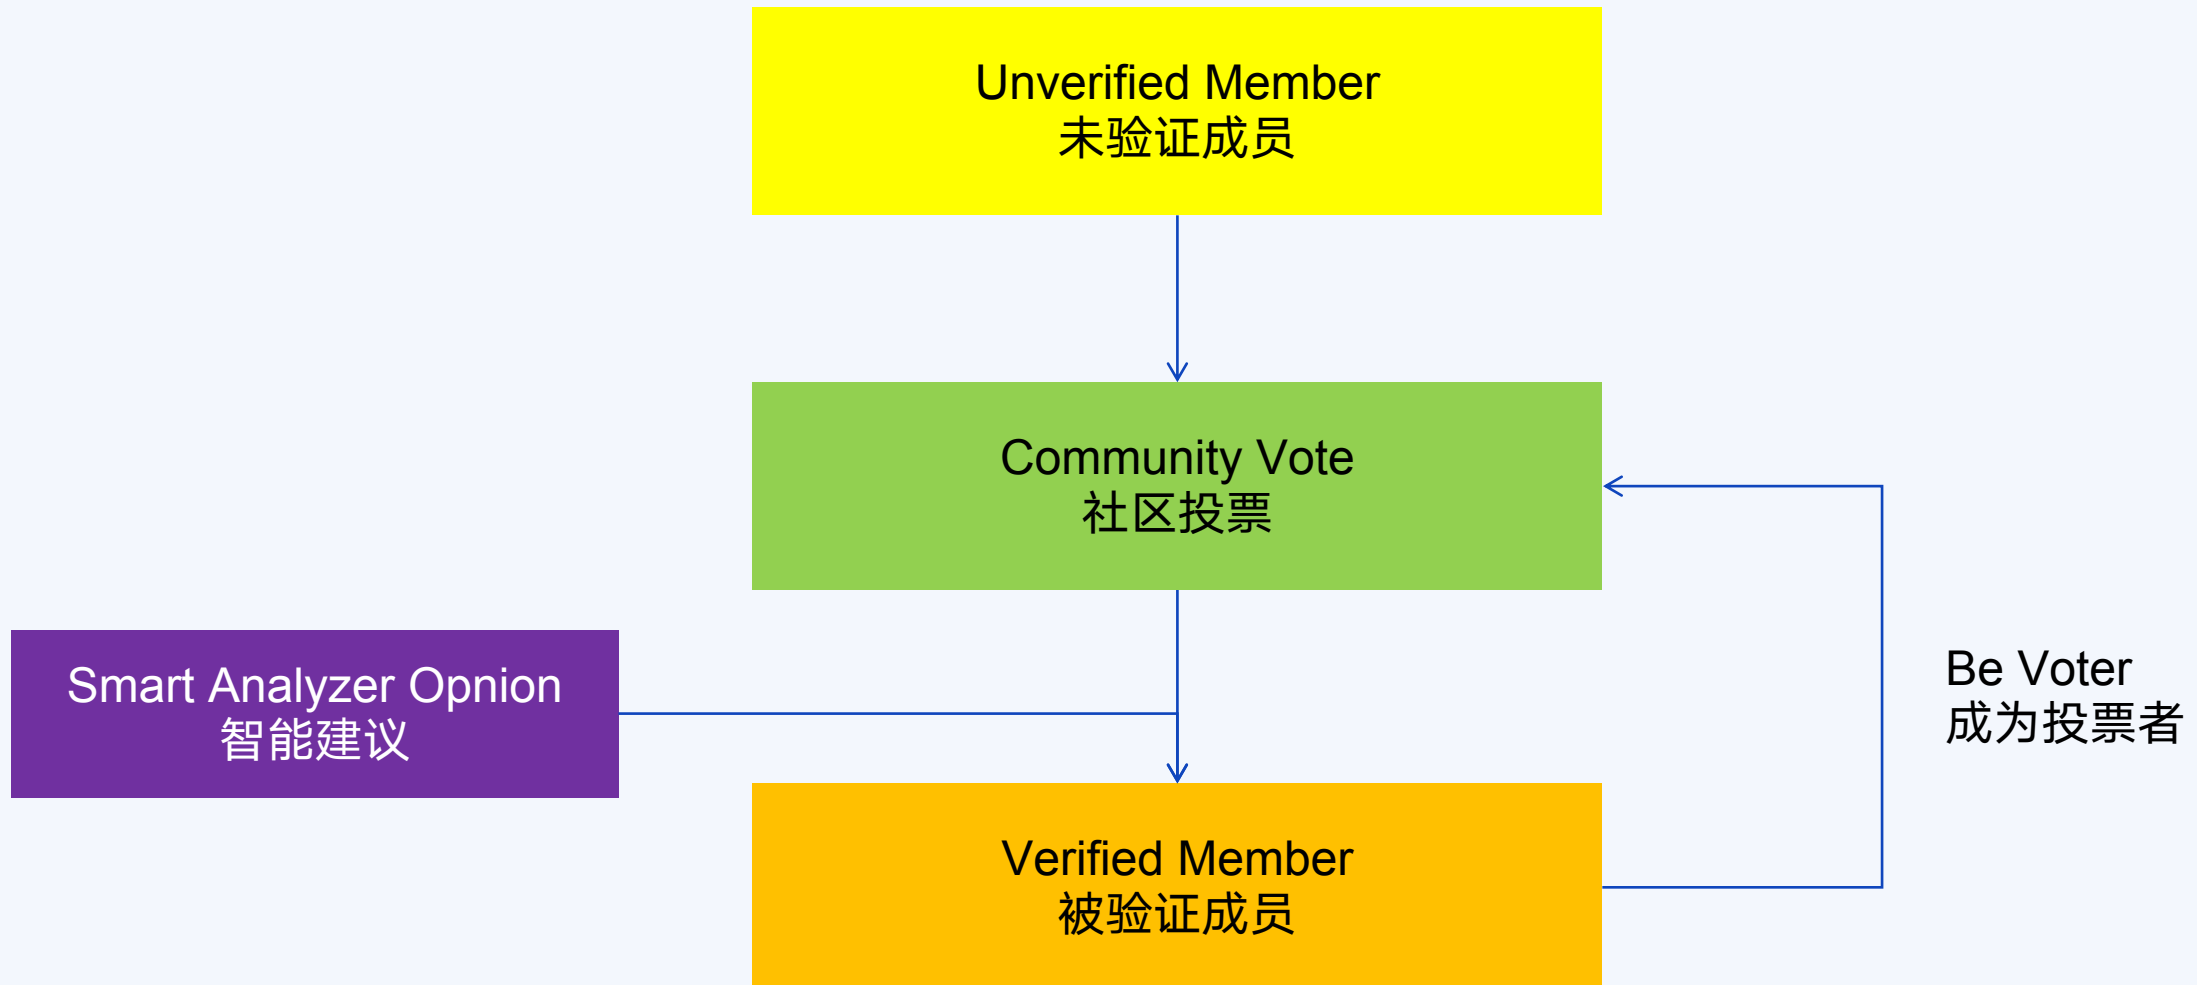 Unverified Member
未验证成员
Community Vote
社区投票
Smart Analyzer Opnion
智能建议
Be Voter
成为投票者
Verified Member
被验证成员